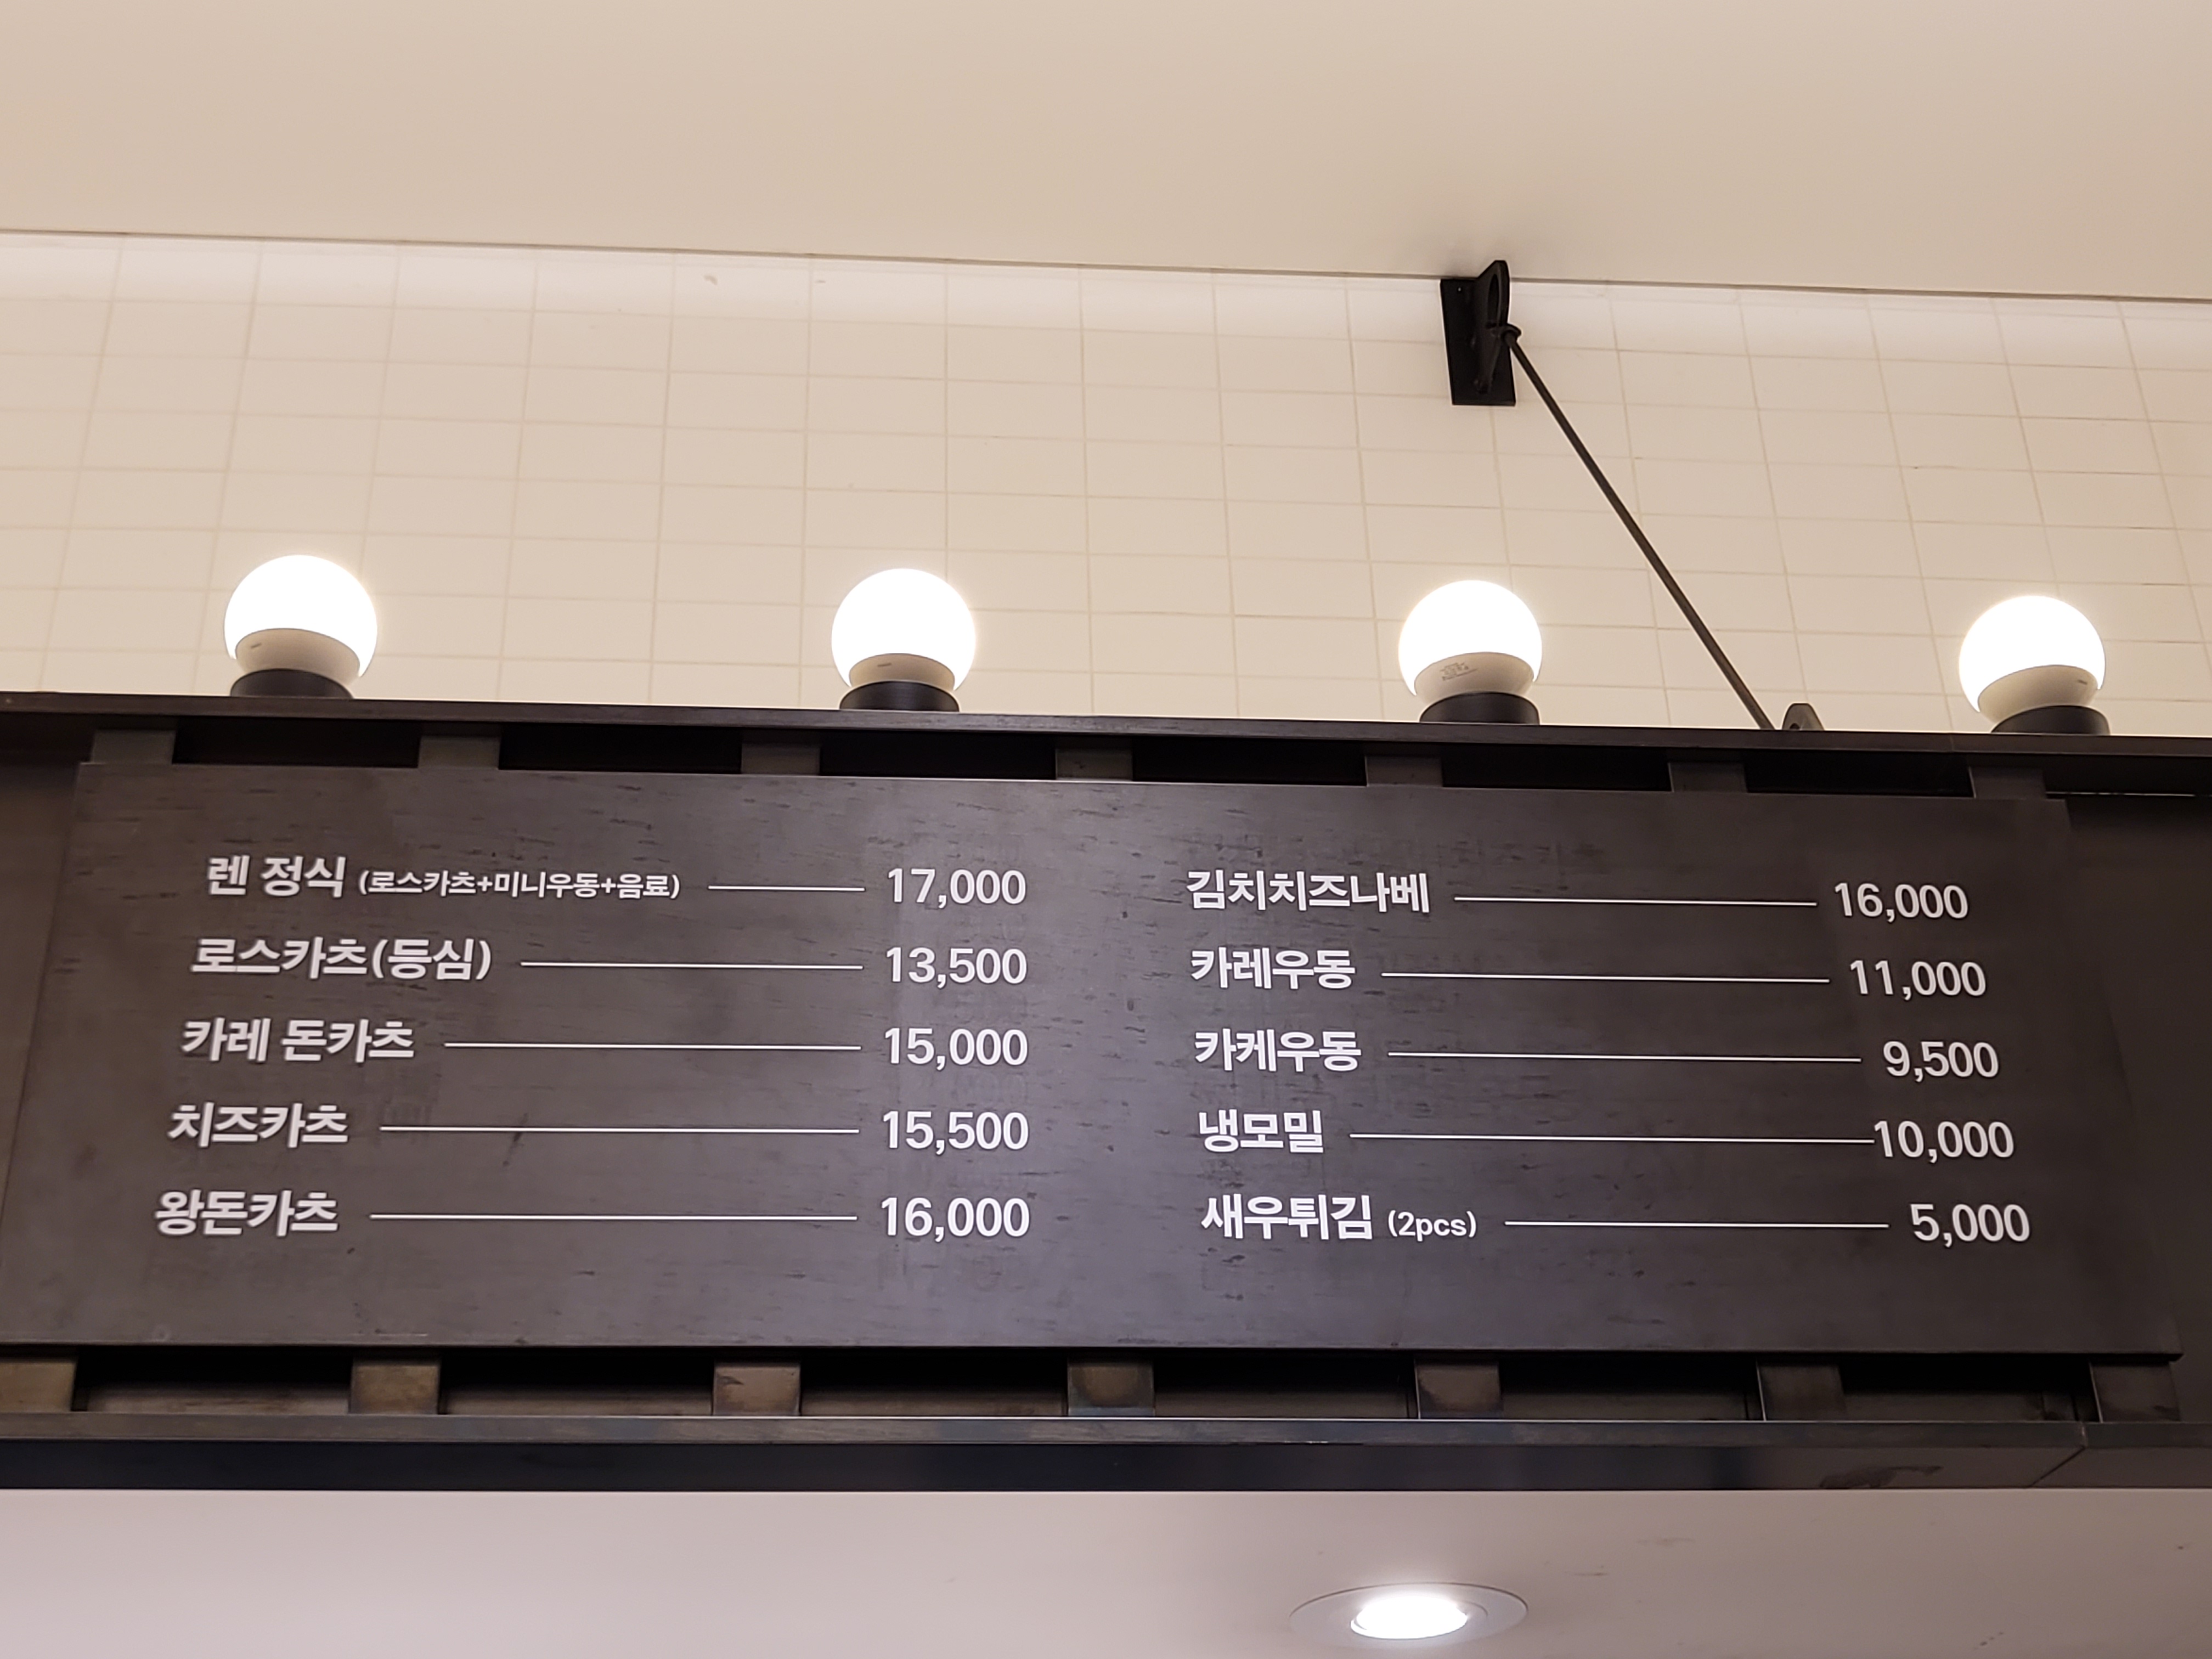 렌 정식 (로스카츠+미니우동+음료) 17,000
로스카츠(등심) 13,500
카레 돈카츠 15,000
치즈카츠 15,500
왕돈카츠 16,000
김치치즈나베 16,000
카레우동 11,000
카케우동 9,500
냉모밀 10,000
새우튀김 (2pcs) 5,000